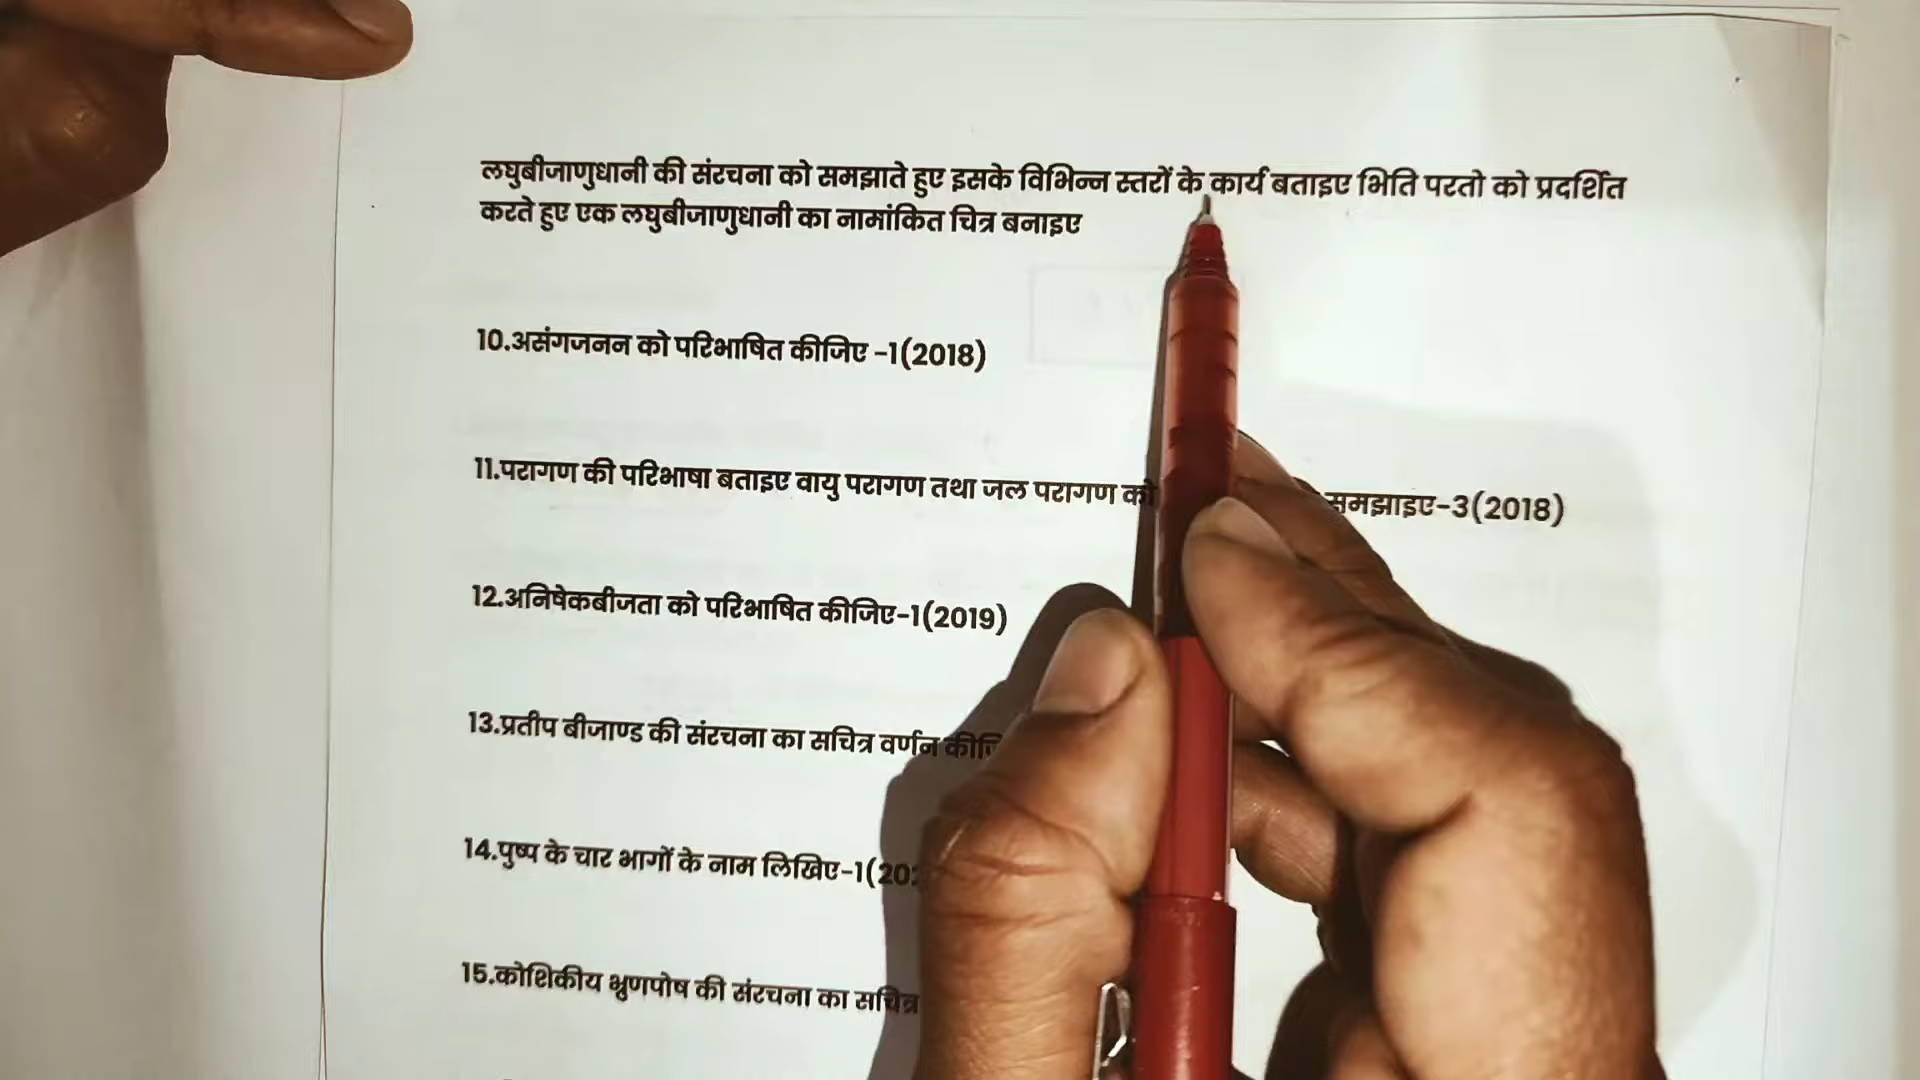 लघुबीजाणुधानी की संरचना को समझाते हुए इसके विभिन्न स्तरों के कार्य बताइए भिति परतो को प्रदर्शित
करते हुए एक लघुबीजाणुधानी का नामांकित चित्र बनाइए
10.असंगजनन को परिभाषित कीजिए -1(2018)
11.परागण की परिभाषा बताइए वायु परागण तथा जल परागण को समझाइए-3(2018)
12.अनिषेकबीजता को परिभाषित कीजिए-1(2019)
13.प्रतीप बीजाण्ड की संरचना का सचित्र वर्णन
14.पुष्प के चार भागों के नाम लिखिए-1(
15.कोशिकीय भ्रुणपोष की संरचना का सचित्र